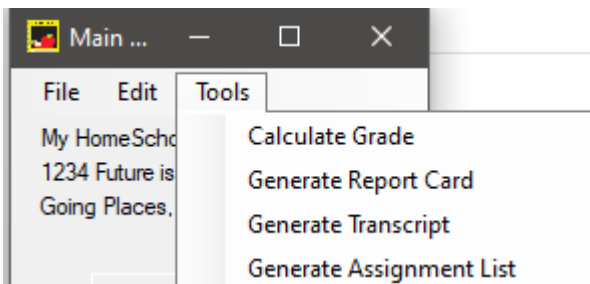 Main ...
File Edit Tools
My HomeScho
1234 Future is
Going Places,
Calculate Grade
Generate Report Card
Generate Transcript
Generate Assignment List